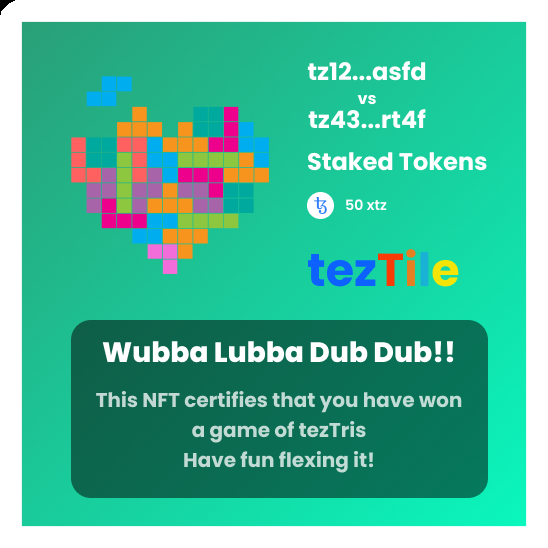 tz12...asfd
vs
tz43...rt4f
Staked Tokens
50 xtz
tezTile
Wubba Lubba Dub Dub!!
This NFT certifies that you have won
a game of tezTris
Have fun flexing it!